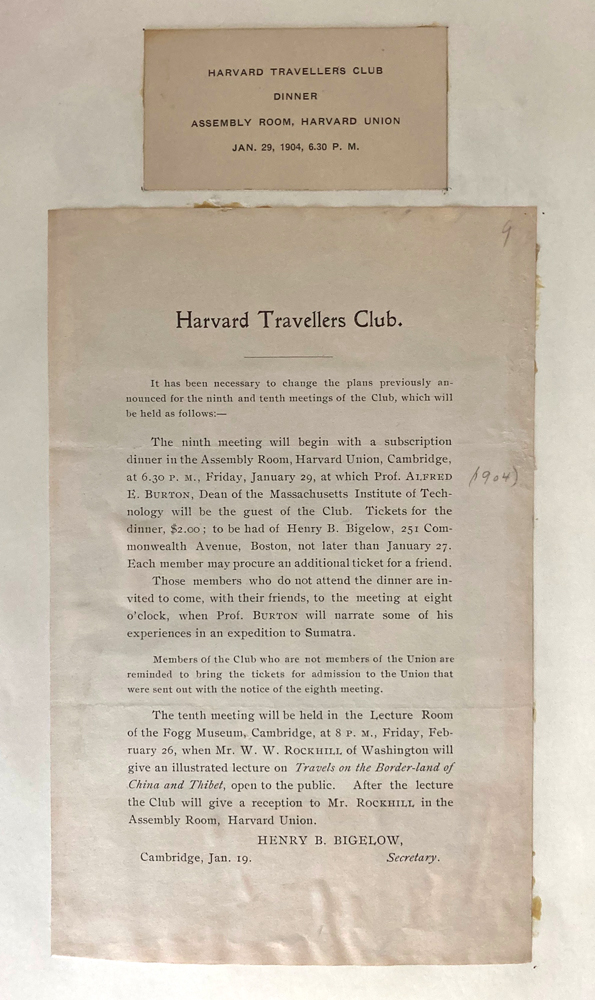 HARVARD TRAVELLERS CLUB
DINNER
ASSEMBLY ROOM, HARVARD UNION
JAN. 29, 1904, 6.30 P. M.
9
Harvard Travellers Club.
It has been necessary to change the plans previously an-
nounced for the ninth and tenth meetings of the Club, which will
be held as follows:—
The ninth meeting will begin with a subscription
dinner in the Assembly Room, Harvard Union, Cambridge,
at 6.30 P. M., Friday, January 29, at which Prof. ALFRED
(1904)
E. BURTON, Dean of the Massachusetts Institute of Tech-
nology will be the guest of the Club. Tickets for the
dinner, $2.00; to be had of Henry B. Bigelow, 251 Com-
monwealth Avenue, Boston, not later than January 27.
Each member may procure an additional ticket for a friend.
Those members who do not attend the dinner are in-
vited to come, with their friends, to the meeting at eight
o'clock, when Prof. BURTON will narrate some of his
experiences in an expedition to Sumatra.
Members of the Club who are not members of the Union are
reminded to bring the tickets for admission to the Union that
were sent out with the notice of the eighth meeting.
The tenth meeting will be held in the Lecture Room
of the Fogg Museum, Cambridge, at 8 P. M., Friday, Feb-
ruary 26, when Mr. W. W. ROCKHILL of Washington will
give an illustrated lecture on Travels on the Border-land of
China and Thibet, open to the public. After the lecture
the Club will give a reception to Mr. ROCKHILL in the
Assembly Room, Harvard Union.
HENRY B. BIGELOW,
Cambridge, Jan. 19. Secretary.